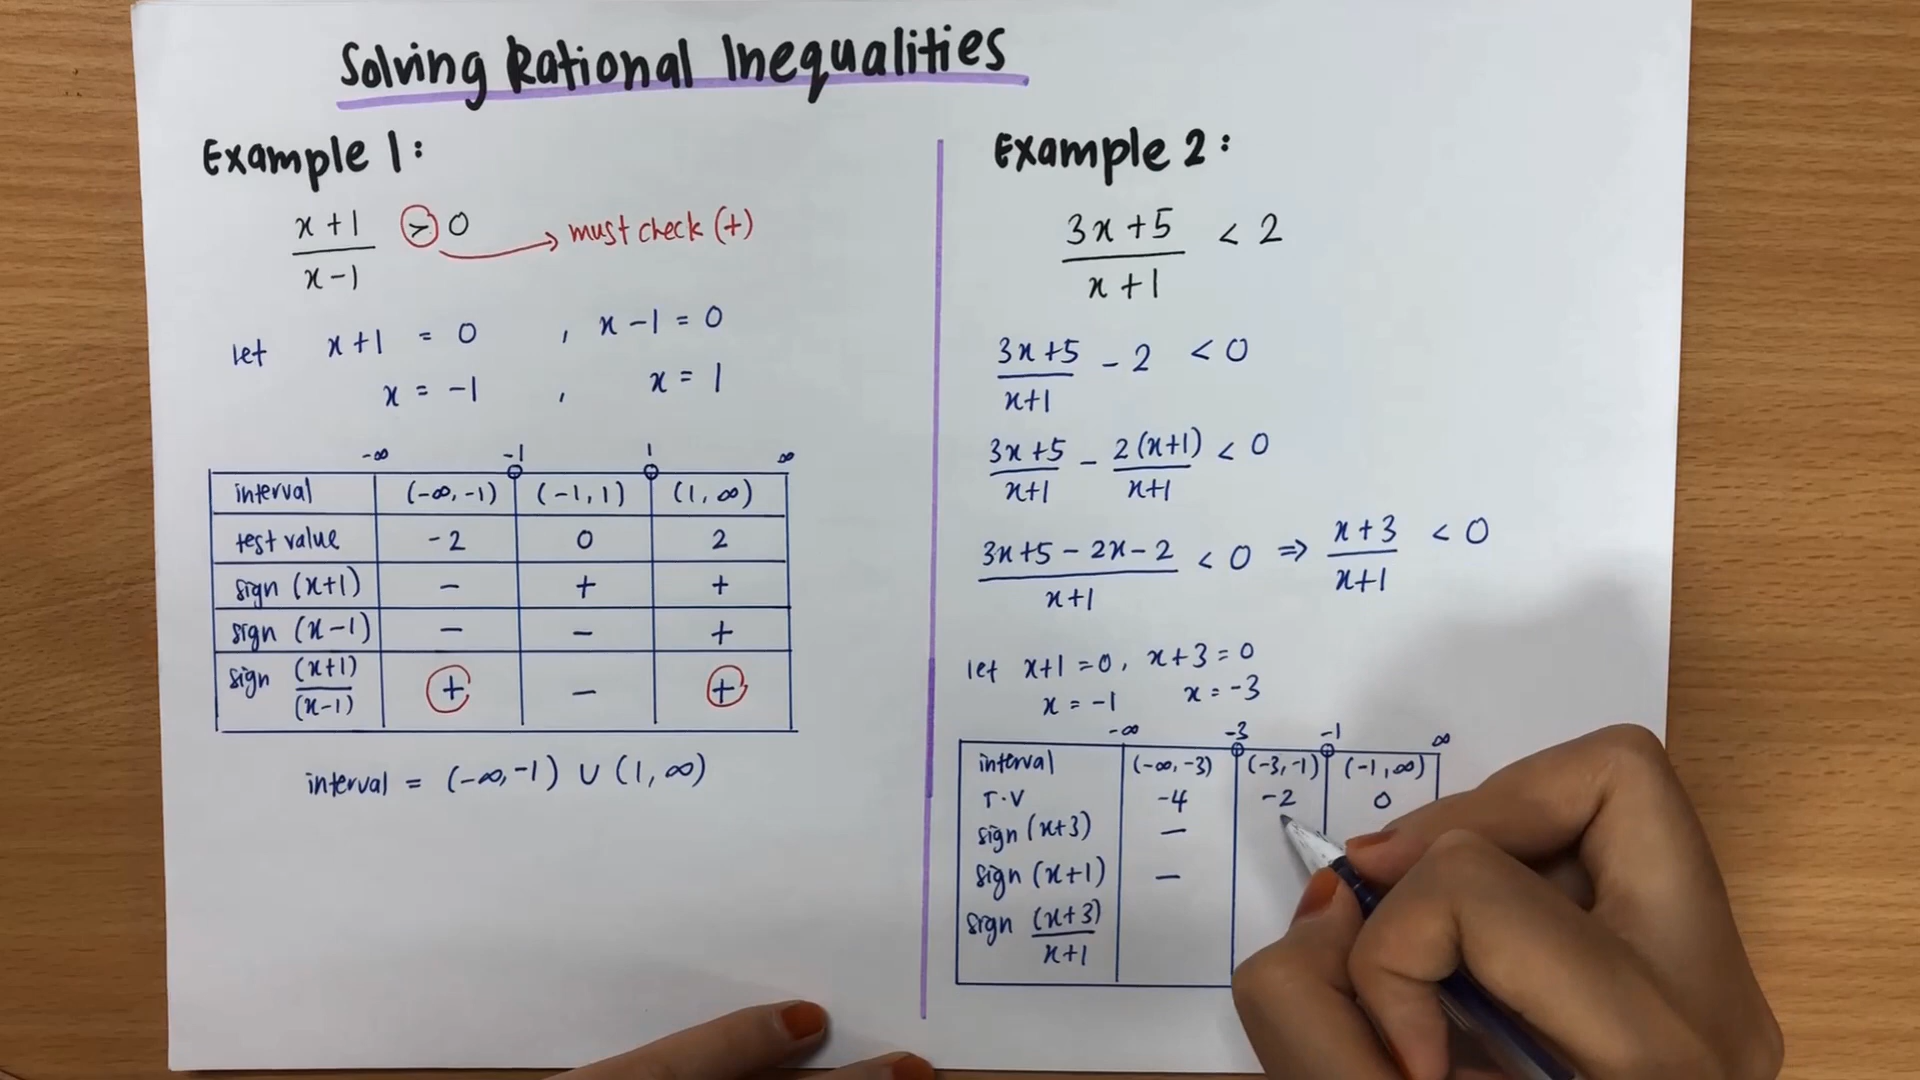 Solving Rational Inequalities
Example 1:
x+1
x-1
> 0 → must check (+)
let x+1 = 0 , x-1 = 0
x = -1 , x = 1
-∞ -1 1 ∞
interval (-∞,-1) (-1,1) (1,∞)
test value -2 0 2
sign (x+1) - + +
sign (x-1) - - +
sign (x+1)
(x-1)
+ - +
interval = (-∞,-1) ∪ (1,∞)
Example 2:
3x+5
x+1
< 2
3x+5
x+1
- 2 < 0
3x+5
x+1
- 2(x+1)
x+1
< 0
3x+5-2x-2
x+1
< 0 ⇒ x+3
x+1
< 0
let x+1=0, x+3=0
x = -1 x = -3
-∞ -3 -1 ∞
interval (-∞,-3) (-3,-1) (-1,∞)
T.V -4 -2 0
sign (x+3) -
sign (x+1) -
sign (x+3)
x+1